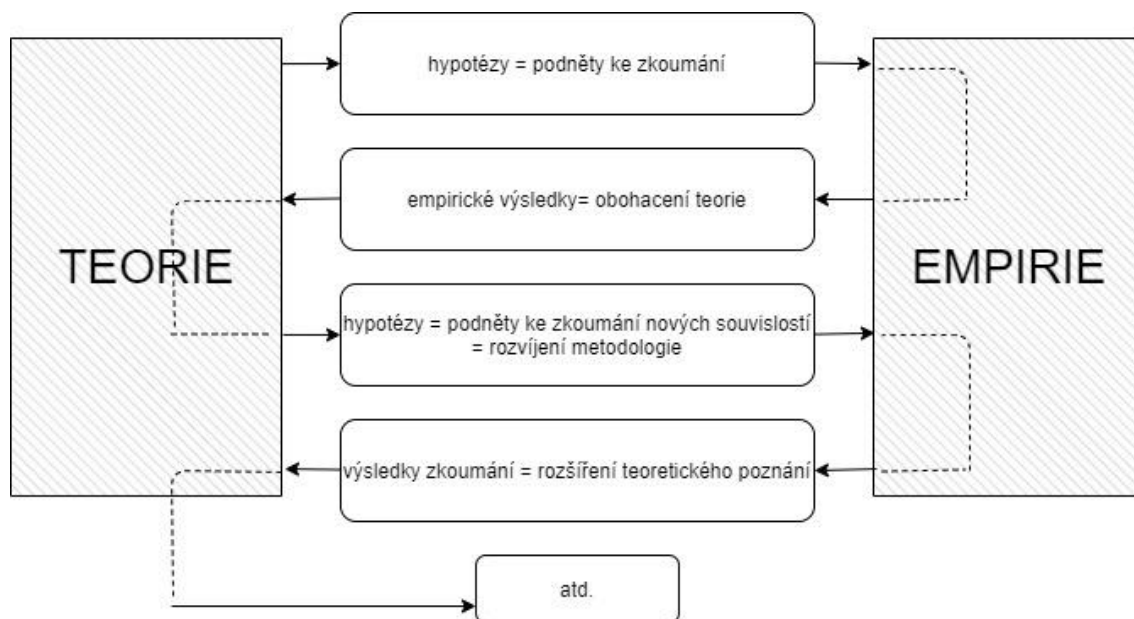 hypotézy = podněty ke zkoumání
empirické výsledky= obohacení teorie
TEORIE
EMPIRIE
hypotézy = podněty ke zkoumání nových souvislostí
= rozvíjení metodologie
výsledky zkoumání = rozšíření teoretického poznání
atd.